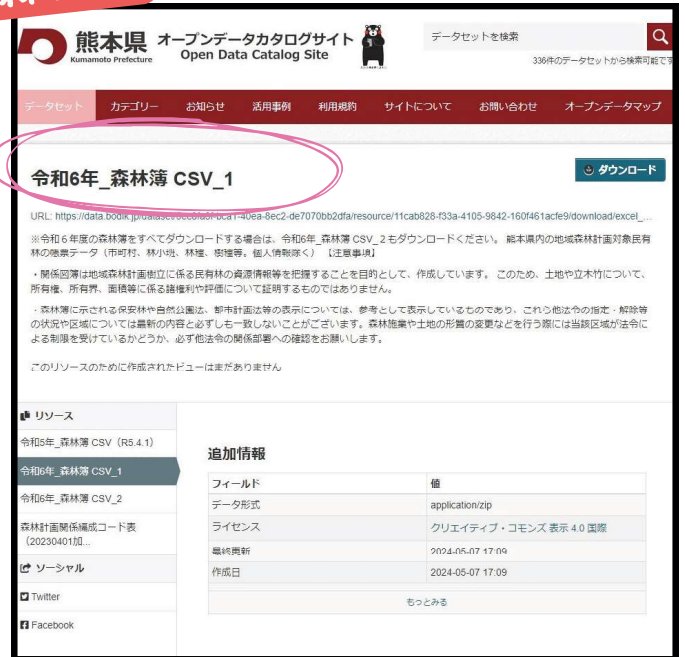 熊本県
Kumamoto Prefecture
オープンデータカタログサイト
Open Data Catalog Site
データセットを検索
336件のデータセットから検索可能です
データセット カテゴリー お知らせ 活用事例 利用規約 サイトについて お問い合わせ オープンデータマップ
令和6年_森林簿 CSV_1
ダウンロード
※令和６年度の森林簿をすべてダウンロードする場合は、令和6年_森林簿 CSV_２もダウンロードください。 熊本県内の地域森林計画対象民有
林の帳票データ（市町村、林小班、林種、樹種等。個人情報除く） 【注意事項】
・関係図簿は地域森林計画樹立に係る民有林の資源情報等を把握することを目的として、作成しています。 このため、土地や立木竹について、
所有権、所有界、面積等に係る諸権利や評価について証明するものではありません。
・森林簿に示される保安林や自然公園法、都市計画法等の表示については、参考として表示しているものであり、これら他法令の指定・解除等
の状況や区域については最新の内容と必ずしも一致しないことがございます。森林施業や土地の形質の変更などを行う際には当該区域が法令に
よる制限を受けているかどうか、必ず他法令の関係部署への確認をお願いします。
このリソースのために作成されたビューはまだありません
リソース
令和5年_森林簿 CSV（R5.4.1）
令和6年_森林簿 CSV_1
令和6年_森林簿 CSV_2
森林計画関係編成コード表
（20230401加...
ソーシャル
Twitter
Facebook
追加情報
フィールド 値
データ形式 application/zip
ライセンス クリエイティブ・コモンズ 表示 4.0 国際
最終更新 2024-05-07 17:09
作成日 2024-05-07 17:09
もっとみる